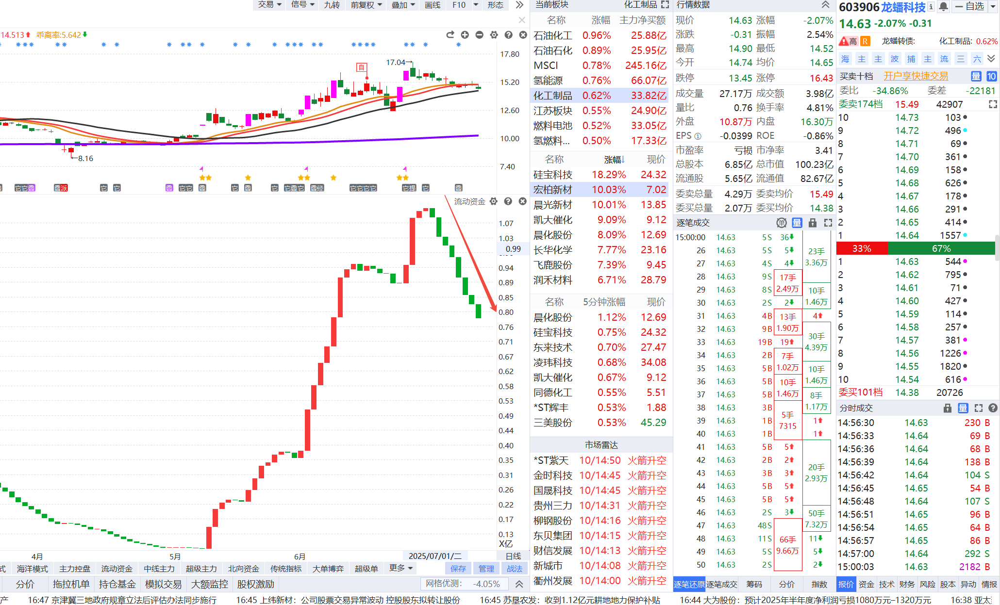 交易 信号 九转 前复权 叠加 画线 F10 形态
14.513 乖离率:5.642
17.80
15.20
12.60
10.00
7.40
自
17.04→
←8.16
流动资金
1.07
1.03
0.99
0.94
0.89
0.85
0.80
0.76
0.71
0.67
0.62
0.58
0.53
0.49
0.44
0.40
0.35
0.31
0.26
0.22
0.17
0.13
X亿
4月 5月 6月 2025/07/01/二 日线
式 海洋模式 主力控盘 流动资金 中线主力 超级主力 北向资金 传统指标 大单博弈 超级单 更多 保存 管理 战法
分价 拖拉机单 持仓基金 模拟交易 大额监控 股权激励 网格优测: -4.05%
当前板块 化工制品
名称 涨幅 主力净买额
石油化工 0.96% 25.88亿
石油石化 0.89% 25.95亿
MSCI 0.78% 245.16亿
氢能源 0.76% 66.07亿
化工制品 0.62% 33.82亿
江苏板块 0.55% 24.90亿
燃料电池 0.52% 33.05亿
氢燃料... 0.50% 17.33亿
名称 涨幅↓ 现价
硅宝科技 18.29% 24.32
宏柏新材 10.03% 7.02
晨光新材 10.01% 13.85
凯大催化 9.09% 9.12
晨化股份 8.09% 12.69
长华化学 7.77% 23.16
飞鹿股份 7.39% 9.45
润禾材料 6.71% 28.79
名称 5分钟涨幅 现价
晨化股份 1.12% 12.69
硅宝科技 0.75% 24.32
东来技术 0.70% 27.47
凌玮科技 0.68% 34.08
凯大催化 0.67% 9.12
同德化工 0.55% 5.51
*ST辉丰 0.53% 1.88
三美股份 0.53% 45.29
市场雷达
*ST紫天 10/14:50 火箭升空
金时科技 10/14:45 火箭升空
国晟科技 10/14:45 火箭升空
贵州三力 10/14:31 火箭升空
柳钢股份 10/14:16 火箭升空
东贝集团 10/14:15 火箭升空
财信发展 10/14:13 火箭升空
新城市 10/14:08 火箭升空
衢州发展 10/14:00 火箭升空
行情数据
现价 14.63 涨幅 -2.07%
涨跌 -0.31 振幅 2.54%
最高 14.90 最低 14.52
今开 14.74 均价 14.65
跌停 13.45 涨停 16.43
成交量 27.17万 成交额 3.98亿
量比 0.76 换手率 4.81%
外盘 10.87万 内盘 16.30万
EPS ① -0.0399 ROE -0.86%
市盈率 亏损 市净率 3.41
总股本 6.85亿 总市值 100.23亿
流通股 5.65亿 流通值 82.67亿
委卖总量 4.29万 委卖均价 15.49
委买总量 2.07万 委买均价 14.38
逐笔成交 单 量
15:00:00 14.63 5S 36
26 14.63 5S 5
27 14.63 4S 4
28 14.63 9S
29 14.63 8S
30 14.63 2S 2
31 14.63 4B 4
32 14.63 9B
33 14.63 19B 19
34 14.63 2B
35 14.63 5B
36 14.63 5B
37 14.63 5B
38 14.63 3B
39 14.63 1B 1
40 14.63 1B 1
41 14.63 5B 5
42 14.63 2B 2
43 14.63 3B 3
44 14.63 5B 5
45 14.63 5B 5
46 14.63 2S 3
47 14.63 48S
48 14.63 11S 11
49 14.63 5S 5
50 14.63 2S 2
17手
2.49万
13手
1.90万
7手
1.02万
10手
1.46万
5手
7315
66手
9.66万
23手
3.36万
10手
1.46万
30手
4.39万
10手
1.46万
8手
1.17万
20手
2.93万
50手
7.32万
逐笔还原 逐笔成交 筹码 分价 指数
603906 龙蟠科技 自选
14.63 -2.07% -0.31
高 R 龙蟠转债: 化工制品: 0.62%
海 主 主 波 捕 主 流 三 六
买卖十档 开户享快捷交易 量 10
委比 -34.86% 委差 -22181
委卖174档 15.49 42907
10 14.73 103
9 14.72 496
8 14.71 69
7 14.70 361
6 14.69 158
5 14.68 626
4 14.67 178
3 14.66 291
2 14.65 414
1 14.64 1557
33% 67%
1 14.63 544
2 14.62 795
3 14.61 71
4 14.60 427
5 14.59 114
6 14.58 257
7 14.57 381
8 14.56 1226
9 14.55 1820
10 14.54 616
委买101档 14.38 20726
分时成交 量
14:56:30 14.63 230 B
14:56:33 14.64 69 B
14:56:36 14.64 68 B
14:56:39 14.64 138 B
14:56:42 14.64 104 S
14:56:45 14.65 54 B
14:56:48 14.64 107 S
14:56:51 14.65 96 B
14:56:54 14.65 64 B
14:56:57 14.65 86 B
14:57:00 14.64 292 S
15:00:03 14.63 2182 B
报价 资金 技术 财务 风险 股本 异动 情报
产 16:47 京津冀三地政府规章立法后评估办法同步施行 16:45 上纬新材: 公司股票交易异常波动 控股股东拟转让股份 16:45 苏垦农发: 收到1.12亿元耕地地力保护补贴 16:44 大为股份: 预计2025年半年度净利润亏损1080万元-1320万元 16:38 亚太